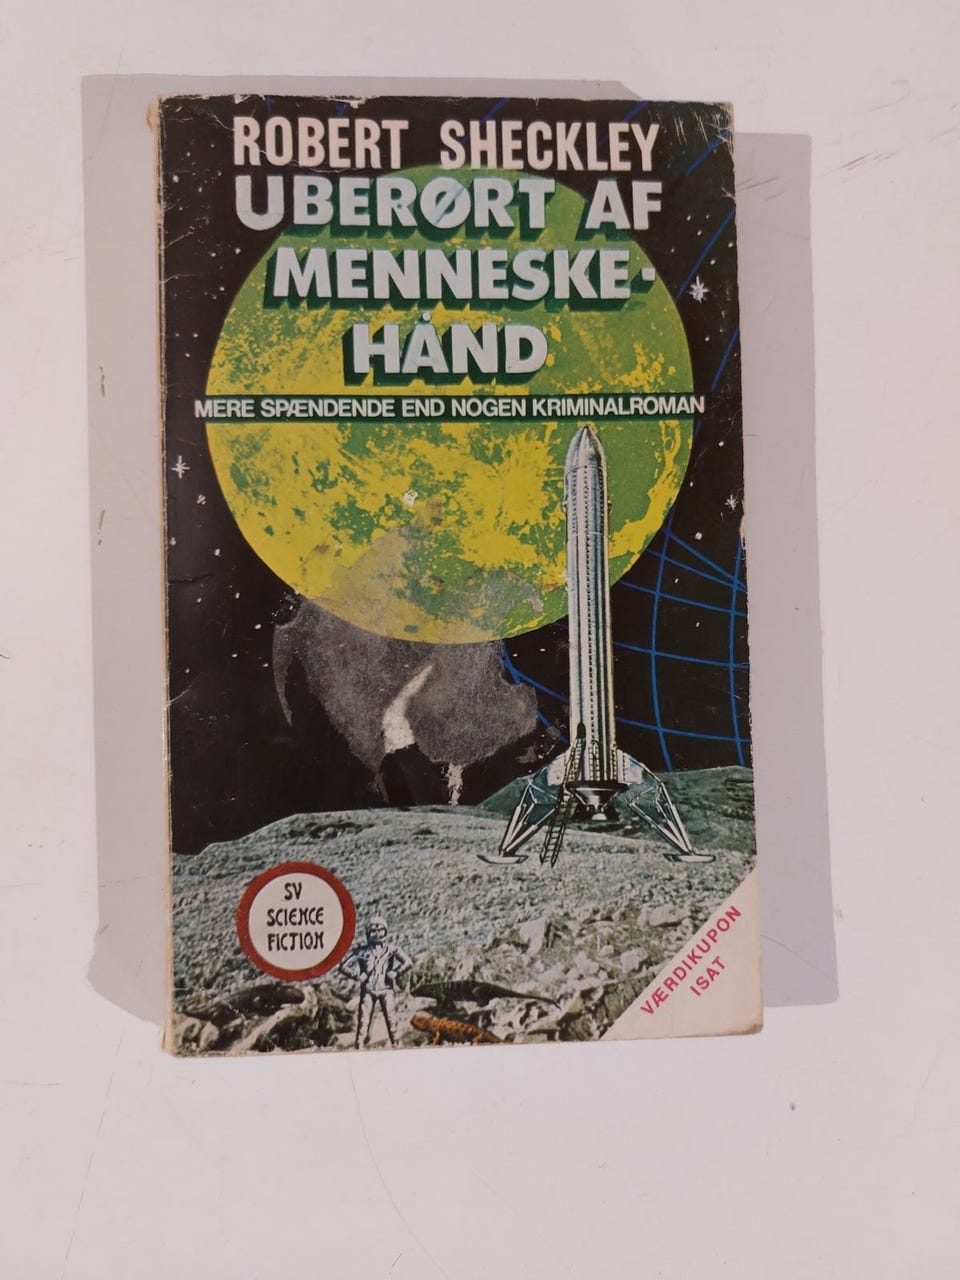 ROBERT SHECKLEY
UBERØRT AF
MENNESKE-
HÅND
MERE SPÆNDENDE END NOGEN KRIMINALROMAN
SV
SCIENCE
FICTION
VÆRDIKUPON
ISAT